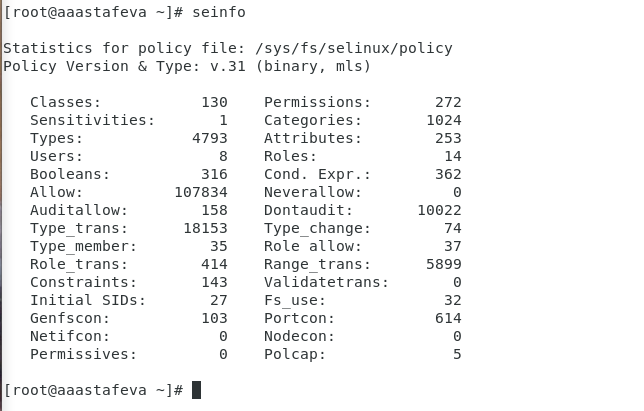 [root@aaastafeva ~]# seinfo
Statistics for policy file: /sys/fs/selinux/policy
Policy Version & Type: v.31 (binary, mls)
Classes: 130 Permissions: 272
Sensitivities: 1 Categories: 1024
Types: 4793 Attributes: 253
Users: 8 Roles: 14
Booleans: 316 Cond. Expr.: 362
Allow: 107834 Neverallow: 0
Auditallow: 158 Dontaudit: 10022
Type_trans: 18153 Type_change: 74
Type_member: 35 Role allow: 37
Role_trans: 414 Range_trans: 5899
Constraints: 143 Validatetrans: 0
Initial SIDs: 27 Fs_use: 32
Genfscon: 103 Portcon: 614
Netifcon: 0 Nodecon: 0
Permissives: 0 Polcap: 5
[root@aaastafeva ~]#